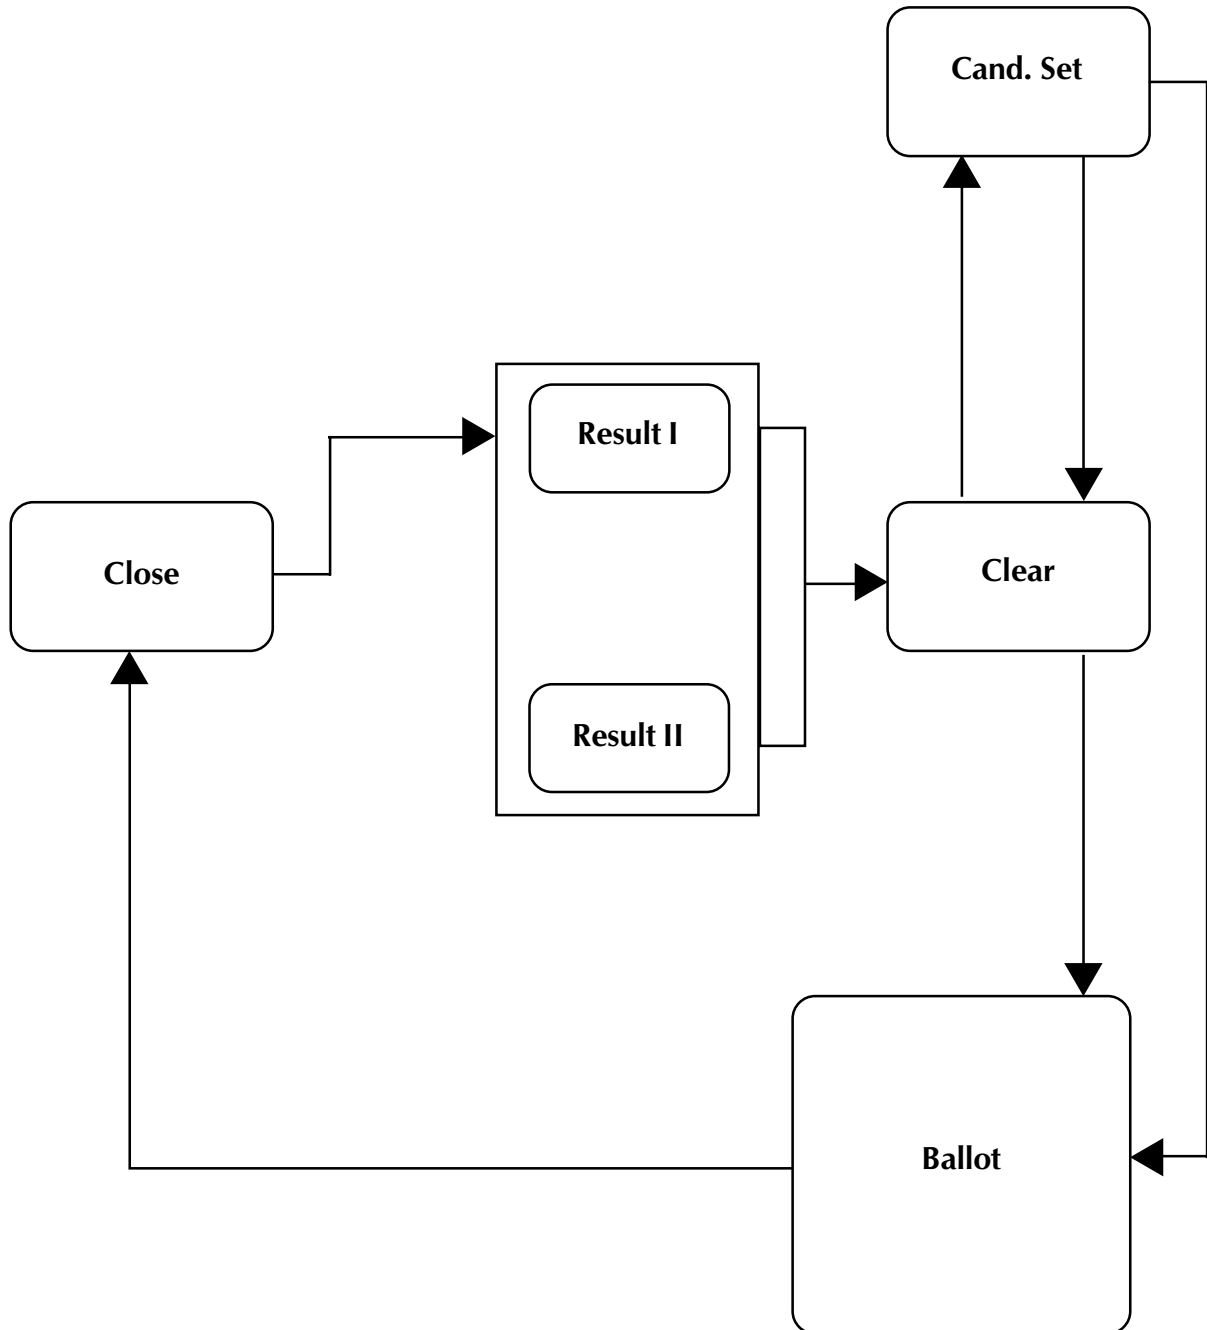 Cand. Set
Result I
Close
Clear
Result II
Ballot